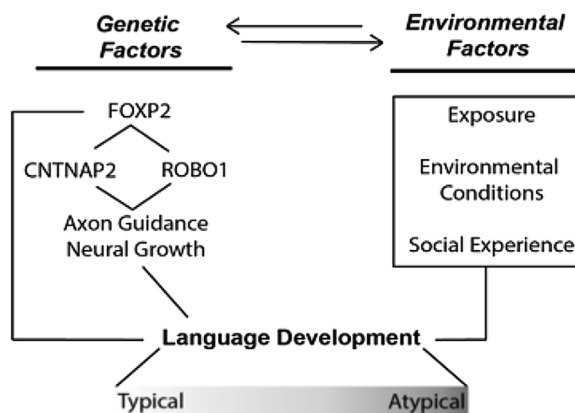 Genetic
Factors
Environmental
Factors
FOXP2
CNTNAP2 ROBO1
Axon Guidance
Neural Growth
Exposure
Environmental
Conditions
Social Experience
Language Development
Typical Atypical